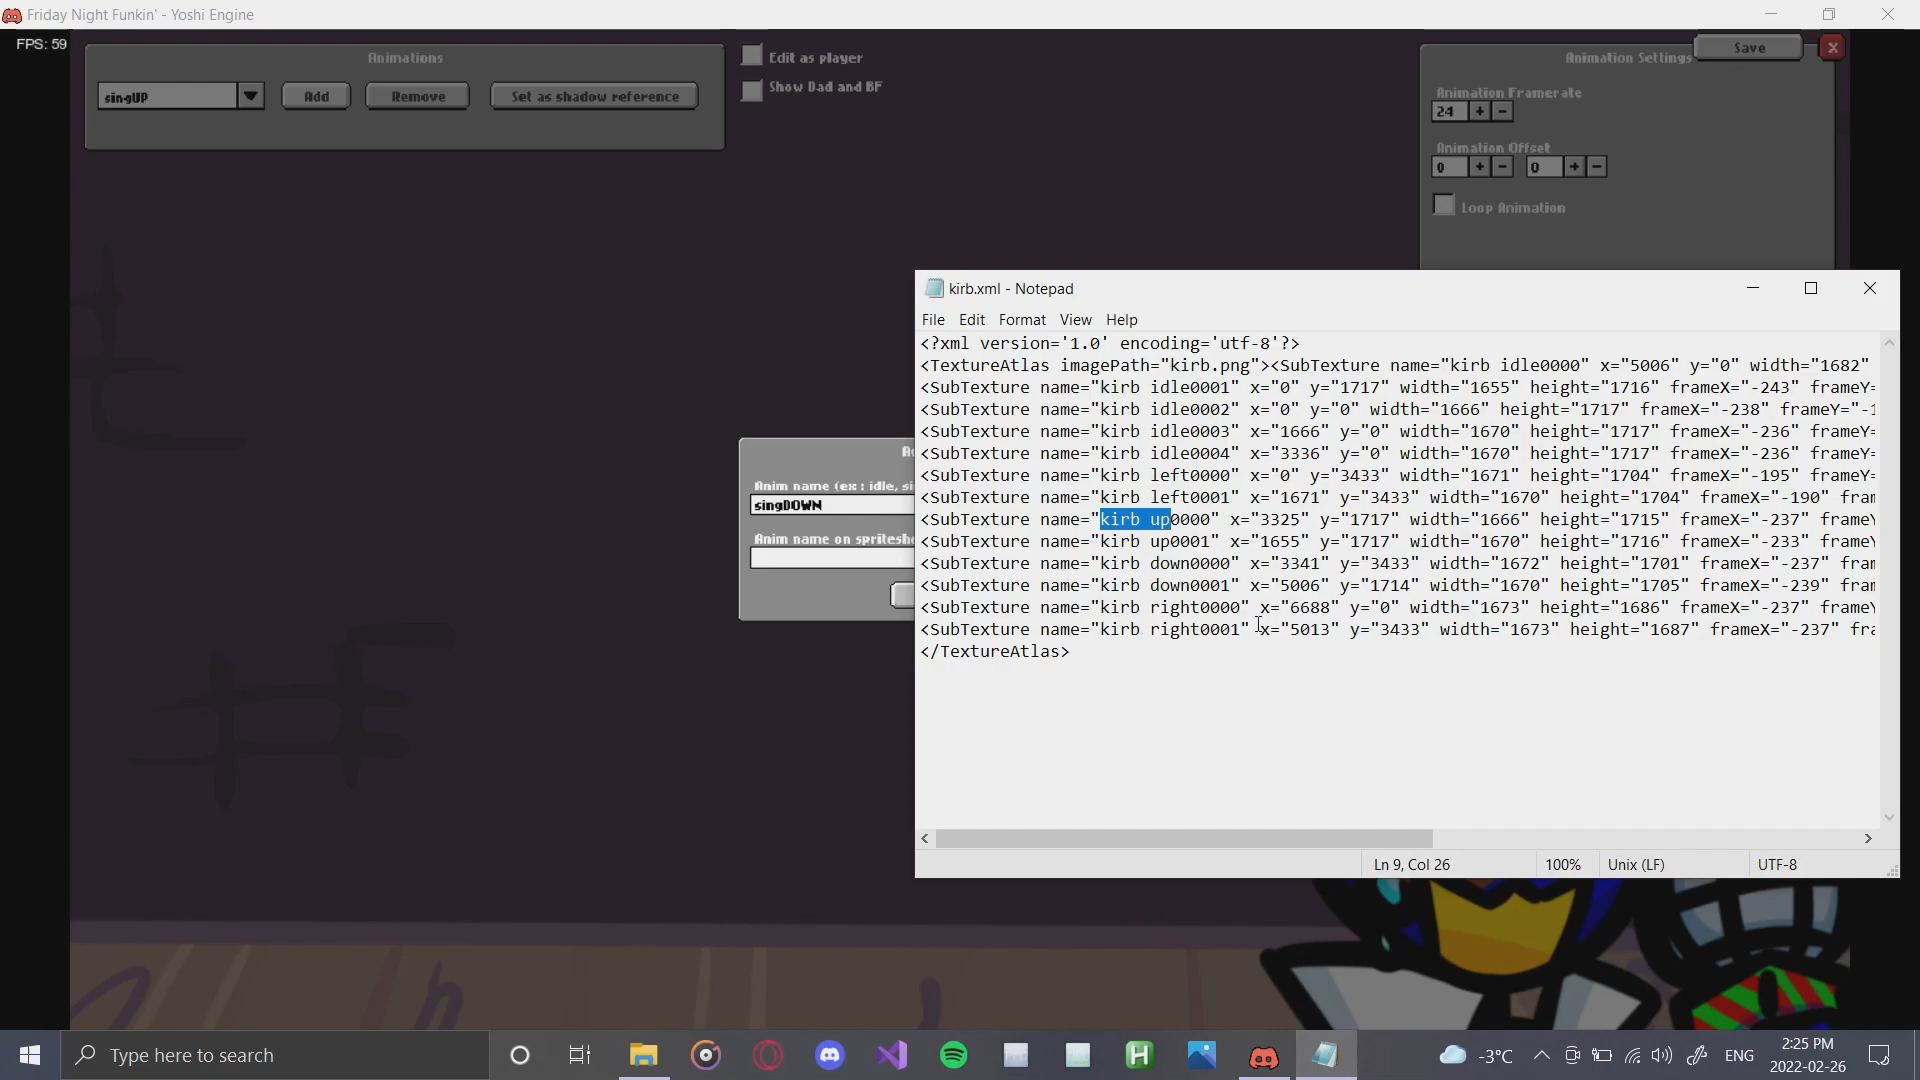 Friday Night Funkin' - Yoshi Engine
FPS: 59
Animations
singUP
Add
Remove
Set as shadow reference
Edit as player
Show Dad and BF
Animation Settings
Save
Animation Framerate
24 + -
Animation Offset
0 + - 0 + -
Loop Animation
Anim name (ex : idle, si
singDOWN
Anim name on spriteshe
kirb.xml - Notepad
File Edit Format View Help
<?xml version='1.0' encoding='utf-8'?>
<TextureAtlas imagePath="kirb.png"><SubTexture name="kirb idle0000" x="5006" y="0" width="1682"
<SubTexture name="kirb idle0001" x="0" y="1717" width="1655" height="1716" frameX="-243" frameY=
<SubTexture name="kirb idle0002" x="0" y="0" width="1666" height="1717" frameX="-238" frameY="-1
<SubTexture name="kirb idle0003" x="1666" y="0" width="1670" height="1717" frameX="-236" frameY=
<SubTexture name="kirb idle0004" x="3336" y="0" width="1670" height="1717" frameX="-236" frameY=
<SubTexture name="kirb left0000" x="0" y="3433" width="1671" height="1704" frameX="-195" frameY=
<SubTexture name="kirb left0001" x="1671" y="3433" width="1670" height="1704" frameX="-190" fram
<SubTexture name="kirb up0000" x="3325" y="1717" width="1666" height="1715" frameX="-237" frameY
<SubTexture name="kirb up0001" x="1655" y="1717" width="1670" height="1716" frameX="-233" frameY
<SubTexture name="kirb down0000" x="3341" y="3433" width="1672" height="1701" frameX="-237" fram
<SubTexture name="kirb down0001" x="5006" y="1714" width="1670" height="1705" frameX="-239" fram
<SubTexture name="kirb right0000" x="6688" y="0" width="1673" height="1686" frameX="-237" frameY
<SubTexture name="kirb right0001" x="5013" y="3433" width="1673" height="1687" frameX="-237" fra
</TextureAtlas>
Ln 9, Col 26
100%
Unix (LF)
UTF-8
Type here to search
-3°C
ENG
2:25 PM
2022-02-26